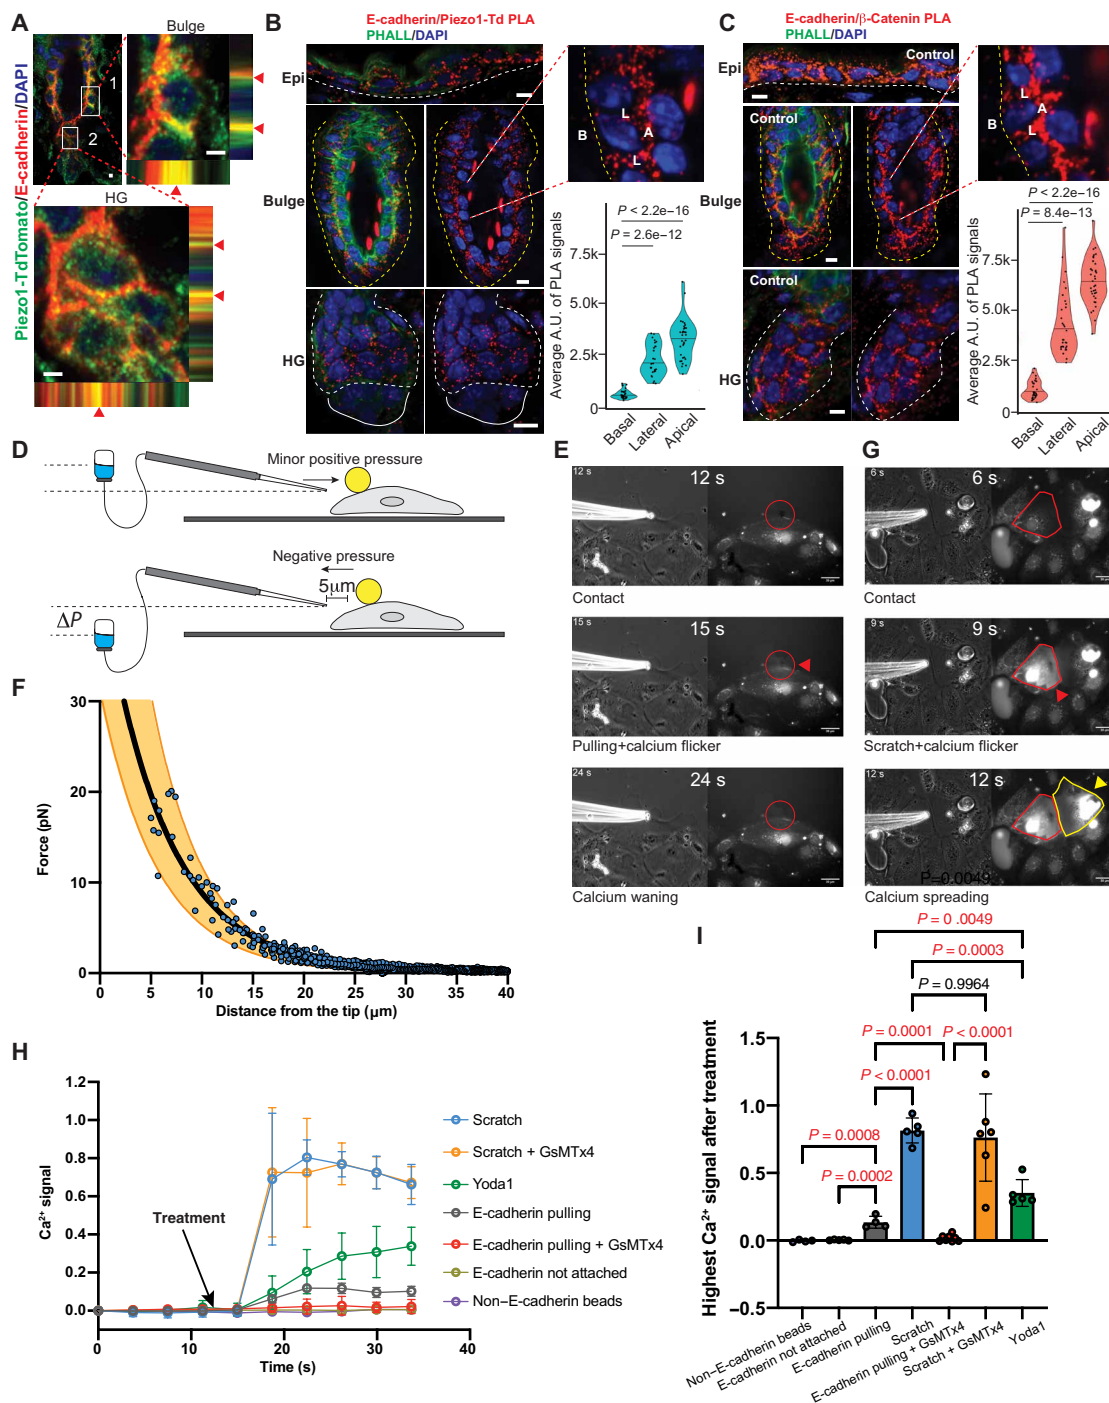 A
Bulge
1
2
HG
Piezo1-TdTomato/E-cadherin/DAPI
B
E-cadherin/Piezo1-Td PLA
PHALL/DAPI
Epi
Bulge
HG
B
L
A
L
P < 2.2e−16
P = 2.6e−12
Average A.U. of PLA signals
7.5k
5.0k
2.5k
0
Basal
Lateral
Apical
C
E-cadherin/β-Catenin PLA
PHALL/DAPI
Control
Epi
Control
Bulge
Control
HG
B
L
A
L
P < 2.2e−16
P = 8.4e−13
Average A.U. of PLA signals
7.5k
5.0k
2.5k
0
Basal
Lateral
Apical
D
Minor positive pressure
Negative pressure
5μm
ΔP
E
12 s
12 s
Contact
15 s
15 s
Pulling+calcium flicker
24 s
24 s
Calcium waning
G
6 s
6 s
Contact
9 s
9 s
Scratch+calcium flicker
12 s
12 s
P=0.0049
Calcium spreading
F
Force (pN)
30
20
10
0
0 5 10 15 20 25 30 35 40
Distance from the tip (μm)
H
Ca²⁺ signal
1.2
1.0
0.8
0.6
0.4
0.2
0.0
Treatment
0 10 20 30 40
Time (s)
Scratch
Scratch + GsMTx4
Yoda1
E-cadherin pulling
E-cadherin pulling + GsMTx4
E-cadherin not attached
Non–E-cadherin beads
I
P = 0 .0049
P = 0.0003
P = 0.9964
P = 0.0001
P < 0.0001
P < 0.0001
P = 0.0008
P = 0.0002
Highest Ca²⁺ signal after treatment
1.5
1.0
0.5
0.0
−0.5
Non–E-cadherin beads
E-cadherin not attached
E-cadherin pulling
Scratch
E-cadherin pulling + GsMTx4
Scratch + GsMTx4
Yoda1